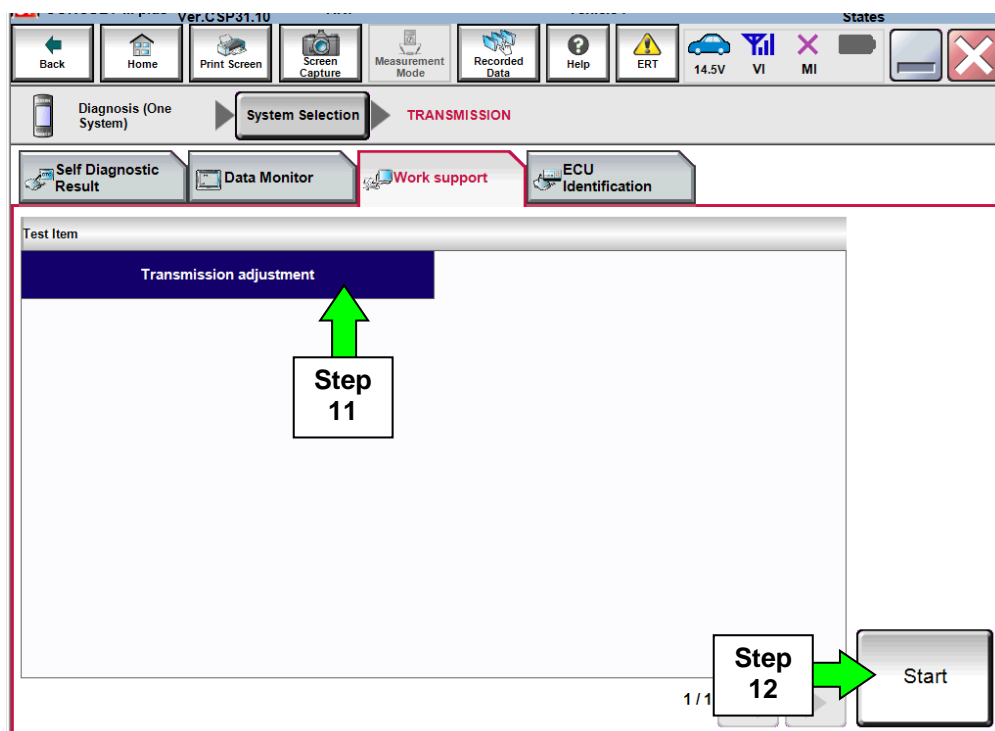 Ver.CSP31.10
States
Back
Home
Print Screen
Screen
Capture
Measurement
Mode
Recorded
Data
Help
ERT
14.5V
VI
MI
Diagnosis (One
System)
System Selection
TRANSMISSION
Self Diagnostic
Result
Data Monitor
Work support
ECU
Identification
Test Item
Transmission adjustment
Step
11
Step
12
Start
1/1